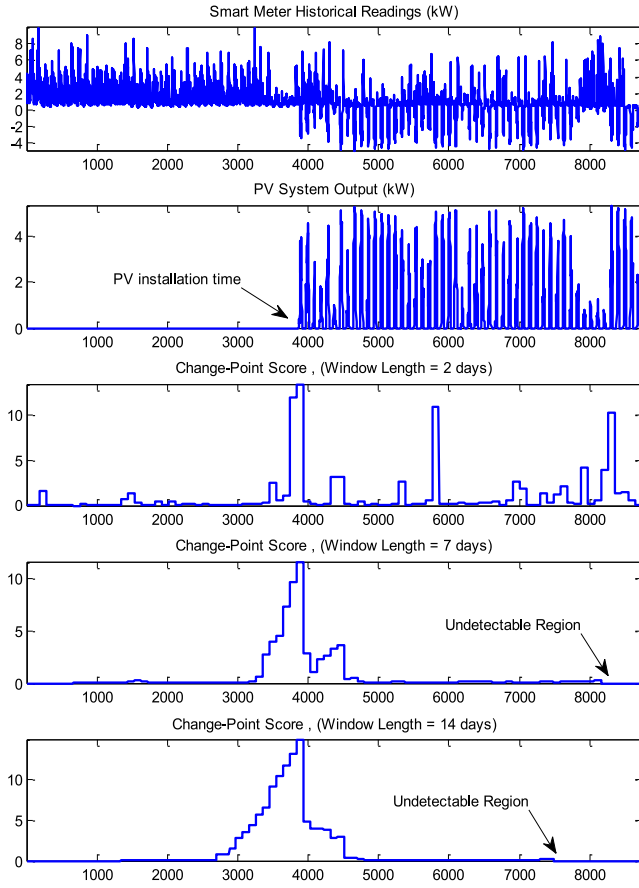 Smart Meter Historical Readings (kW)
8
6
4
2
0
-2
-4
1000 2000 3000 4000 5000 6000 7000 8000
PV System Output (kW)
4
2
0
PV installation time
1000 2000 3000 4000 5000 6000 7000 8000
Change-Point Score , (Window Length = 2 days)
10
5
0
1000 2000 3000 4000 5000 6000 7000 8000
Change-Point Score , (Window Length = 7 days)
10
5
0
Undetectable Region
1000 2000 3000 4000 5000 6000 7000 8000
Change-Point Score , (Window Length = 14 days)
10
5
0
Undetectable Region
1000 2000 3000 4000 5000 6000 7000 8000